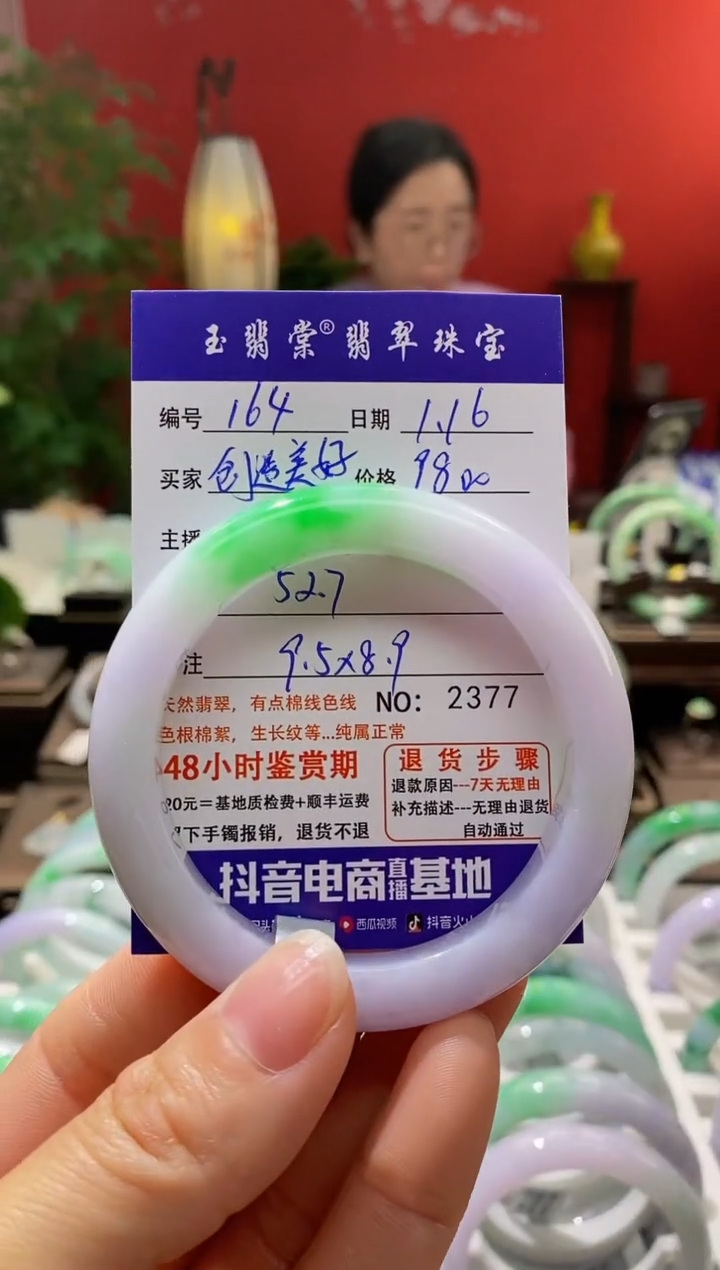 玉翡棠®翡翠珠宝
编号 164 日期 1.16
买家 创造美好 价格 9800
主播
52.7
注 9.5x8.9
天然翡翠，有点棉线色线 NO： 2377
色根棉絮，生长纹等...纯属正常
48小时鉴赏期
20元＝基地质检费+顺丰运费
下手镯报销，退货不退
退货步骤
退款原因---7天无理由
补充描述---无理由退货
自动通过
抖音电商直播基地
西瓜视频 抖音火山